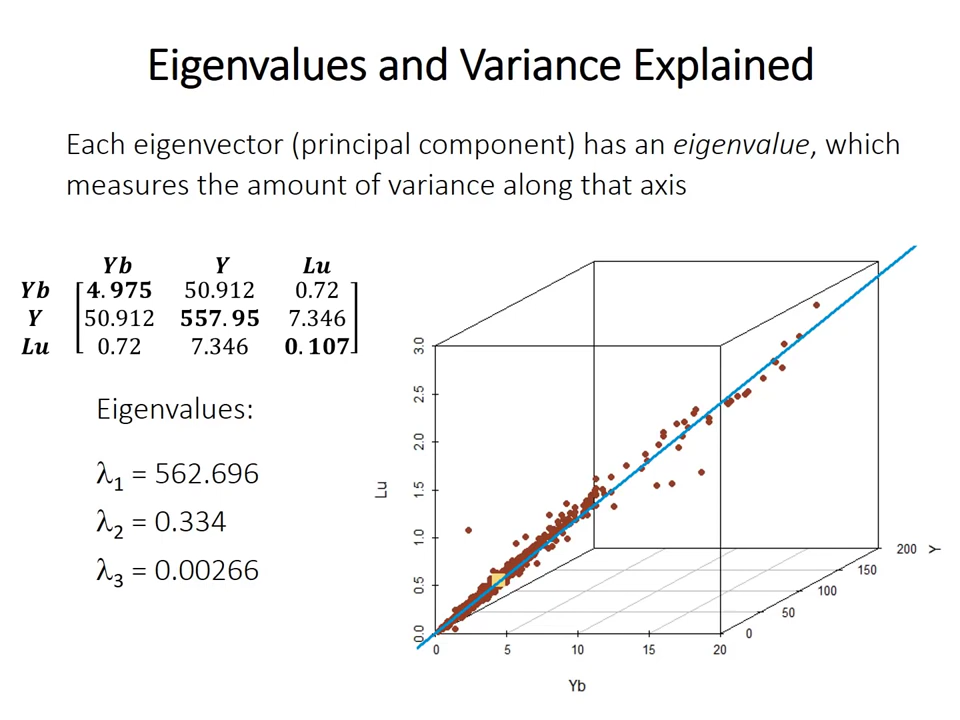 Eigenvalues and Variance Explained
Each eigenvector (principal component) has an eigenvalue, which
measures the amount of variance along that axis
Yb Y Lu
Yb 4.975 50.912 0.72
Y 50.912 557.95 7.346
Lu 0.72 7.346 0.107
Eigenvalues:
λ1 = 562.696
λ2 = 0.334
λ3 = 0.00266
Lu
3.0
2.5
2.0
1.5
1.0
0.5
0.0
0 5 10 15 20
Yb
0
50
100
150
200
Y